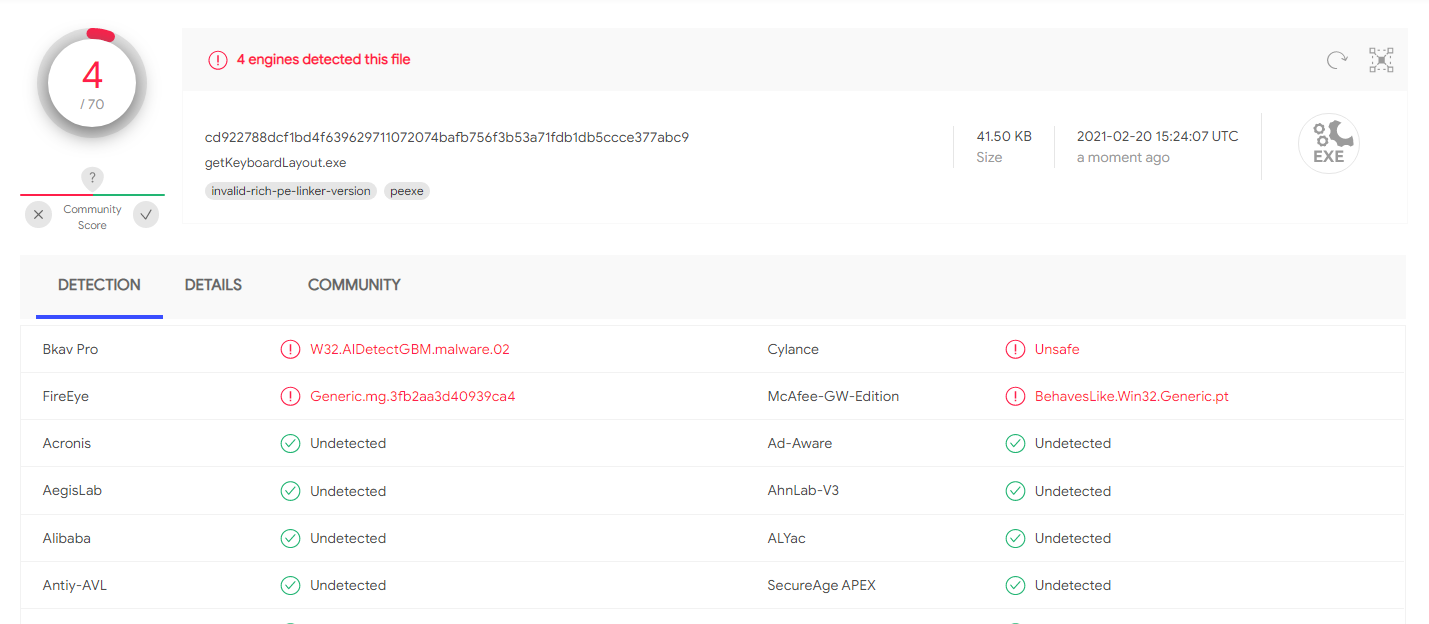 4
/ 70
4 engines detected this file
cd922788dcf1bd4f639629711072074bafb756f3b53a71fdb1db5ccce377abc9
getKeyboardLayout.exe
invalid-rich-pe-linker-version peexe
41.50 KB
Size
2021-02-20 15:24:07 UTC
a moment ago
EXE
?
Community
Score
DETECTION DETAILS COMMUNITY
Bkav Pro W32.AIDetectGBM.malware.02 Cylance Unsafe
FireEye Generic.mg.3fb2aa3d40939ca4 McAfee-GW-Edition BehavesLike.Win32.Generic.pt
Acronis Undetected Ad-Aware Undetected
AegisLab Undetected AhnLab-V3 Undetected
Alibaba Undetected ALYac Undetected
Antiy-AVL Undetected SecureAge APEX Undetected